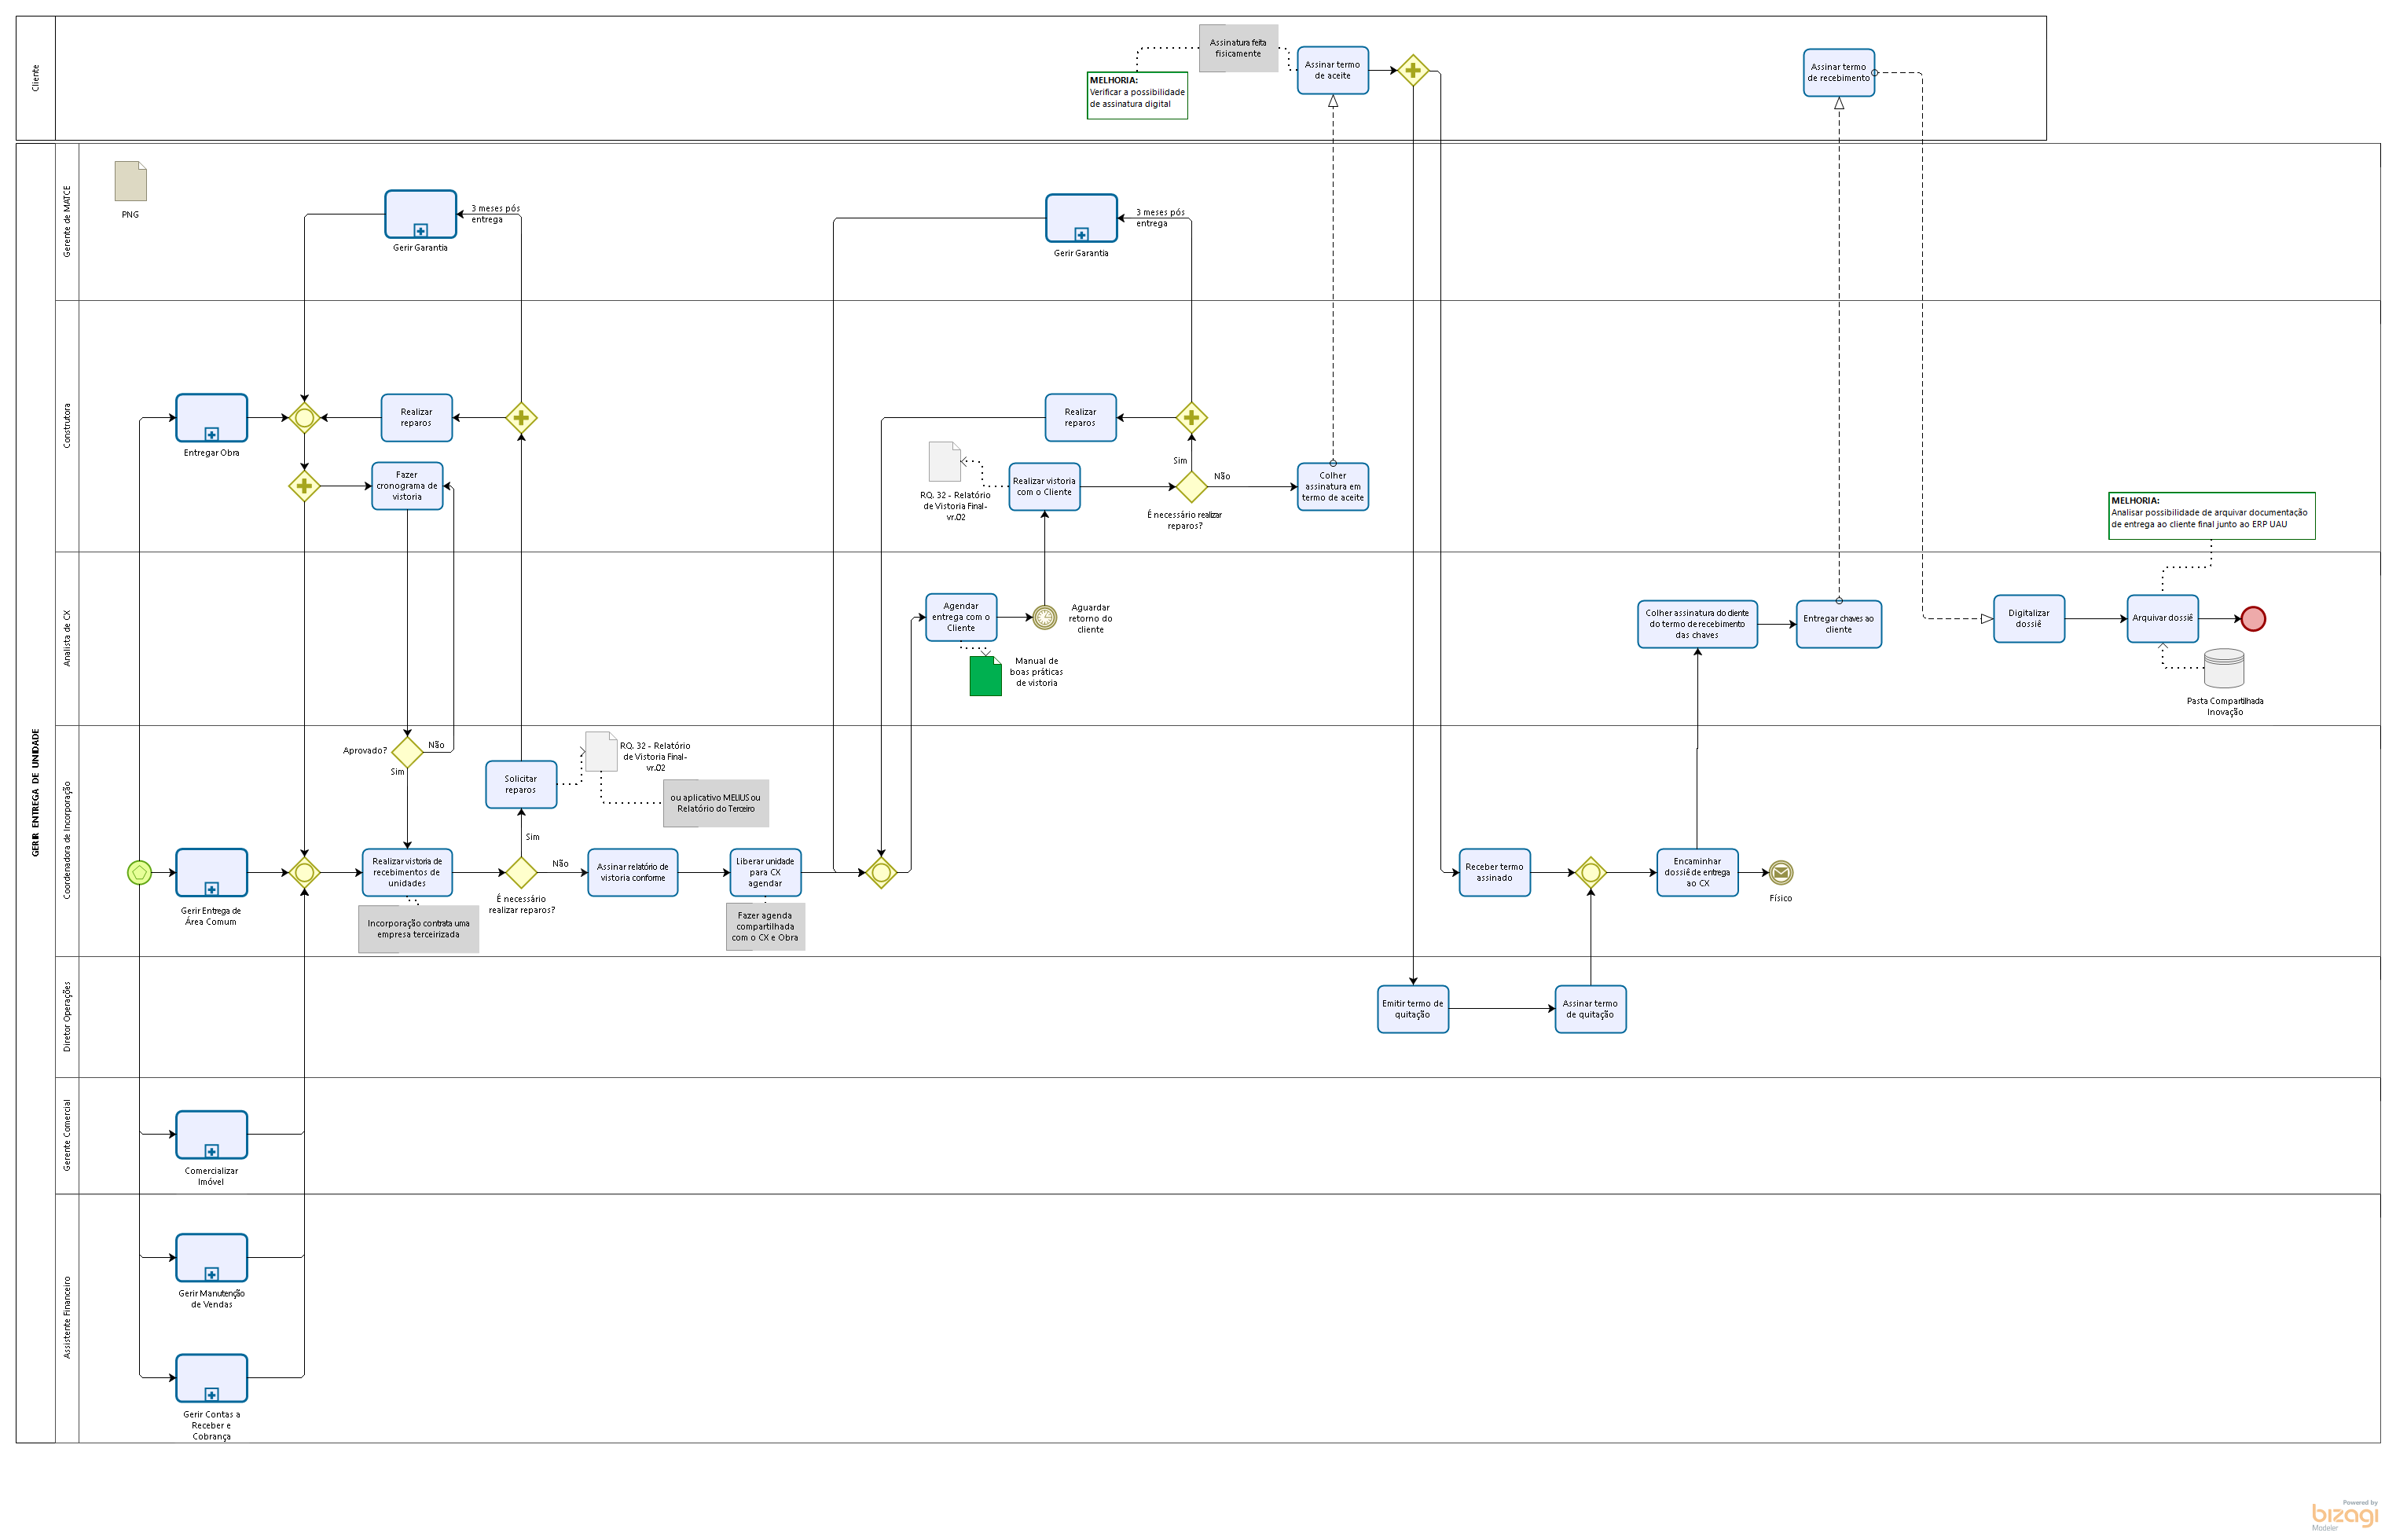 Cliente
Assinatura feita
fisicamente
MELHORIA:
Verificar a possibilidade
de assinatura digital
Assinar termo
de aceite
Assinar termo
de recebimento
GERIR ENTREGA DE UNIDADE
Gerente de MATCE
PNG
Gerir Garantia
3 meses pós
entrega
Gerir Garantia
3 meses pós
entrega
Construtora
Entregar Obra
Realizar
reparos
Fazer
cronograma de
vistoria
Realizar
reparos
RQ. 32 - Relatório
de Vistoria Final-
vr.02
Realizar vistoria
com o Cliente
Sim
Não
É necessário realizar
reparos?
Colher
assinatura em
termo de aceite
MELHORIA:
Analisar possibilidade de arquivar documentação
de entrega ao cliente final junto ao ERP UAU
Analista de CX
Agendar
entrega com o
Cliente
Aguardar
retorno do
cliente
Manual de
boas práticas
de vistoria
Colher assinatura do cliente
do termo de recebimento
das chaves
Entregar chaves ao
cliente
Digitalizar
dossiê
Arquivar dossiê
Pasta Compartilhada
Inovação
Coordenadora de Incorporação
Aprovado?
Não
Sim
Solicitar
reparos
RQ. 32 - Relatório
de Vistoria Final-
vr.02
ou aplicativo MELIUS ou
Relatório do Terceiro
Sim
Gerir Entrega de
Área Comum
Realizar vistoria de
recebimentos de
unidades
Incorporação contrata uma
empresa terceirizada
Não
É necessário
realizar reparos?
Assinar relatório de
vistoria conforme
Liberar unidade
para CX
agendar
Fazer agenda
compartilhada
com o CX e Obra
Receber termo
assinado
Encaminhar
dossiê de entrega
ao CX
Físico
Diretor Operações
Emitir termo de
quitação
Assinar termo
de quitação
Gerente Comercial
Comercializar
Imóvel
Assistente Financeiro
Gerir Manutenção
de Vendas
Gerir Contas a
Receber e
Cobrança
Powered by
bizagi
Modeler